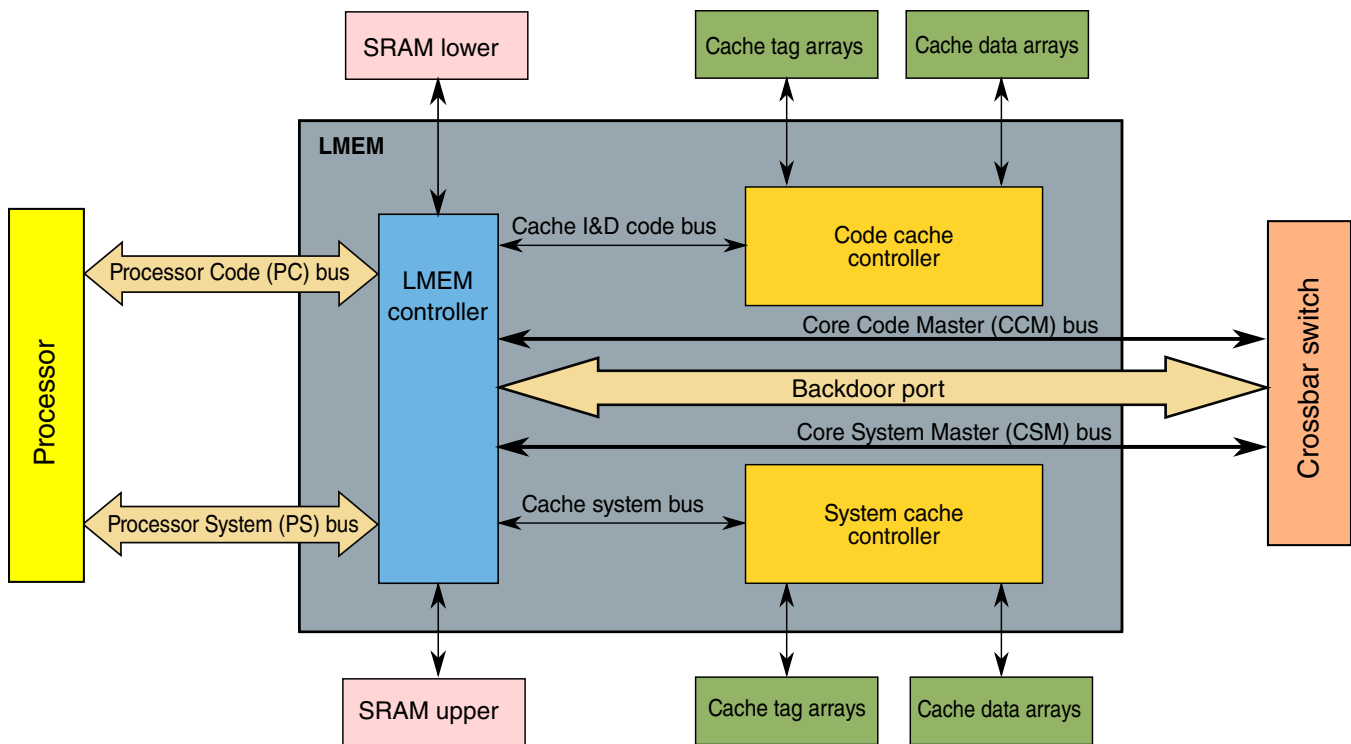 SRAM lower
Cache tag arrays
Cache data arrays
LMEM
Processor
Processor Code (PC) bus
LMEM
controller
Cache I&D code bus
Code cache
controller
Core Code Master (CCM) bus
Backdoor port
Core System Master (CSM) bus
Crossbar switch
Processor System (PS) bus
Cache system bus
System cache
controller
SRAM upper
Cache tag arrays
Cache data arrays